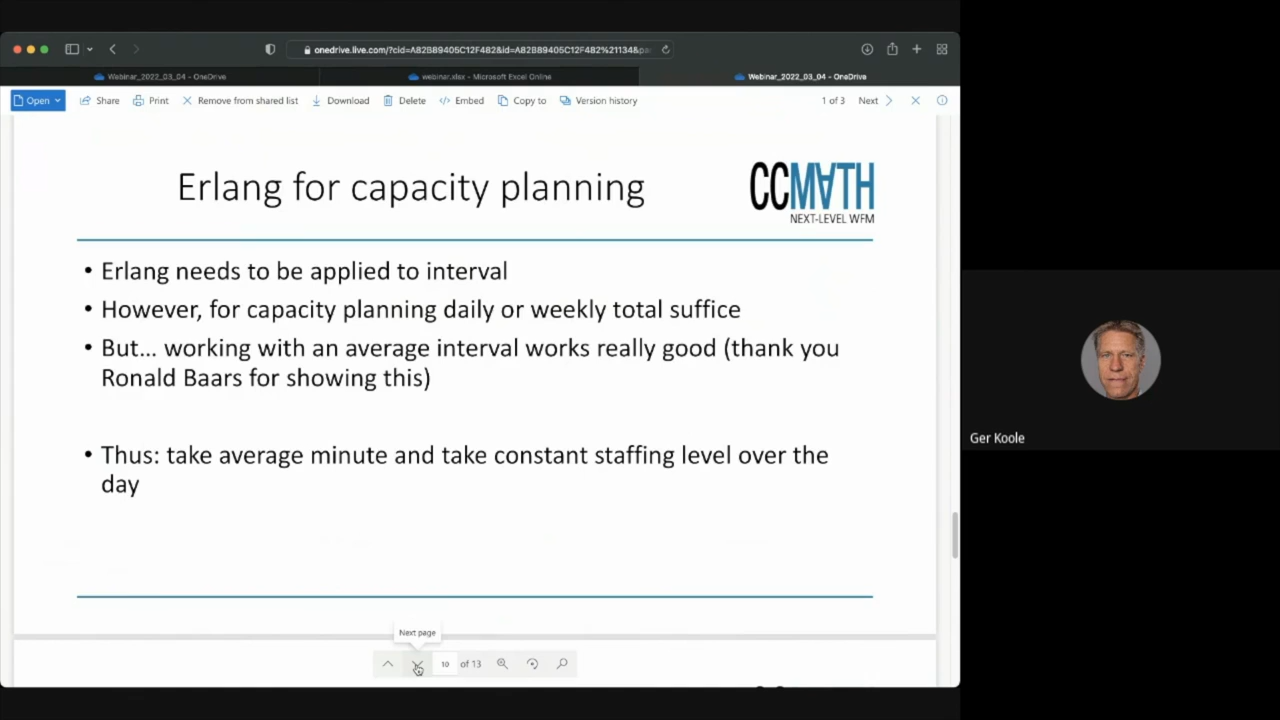 onedrive.live.com/?cid=A82B89405C12F482&id=A82B89405C12F482%21134&pa
Webinar_2022_03_04 - OneDrive
webinar.xlsx - Microsoft Excel Online
Webinar_2022_03_04 - OneDrive
Open
Share
Print
Remove from shared list
Download
Delete
Embed
Copy to
Version history
1 of 3
Next
Erlang for capacity planning
CCMATH
NEXT-LEVEL WFM
• Erlang needs to be applied to interval
• However, for capacity planning daily or weekly total suffice
• But... working with an average interval works really good (thank you
Ronald Baars for showing this)
• Thus: take average minute and take constant staffing level over the
day
Ger Koole
Next page
10 of 13